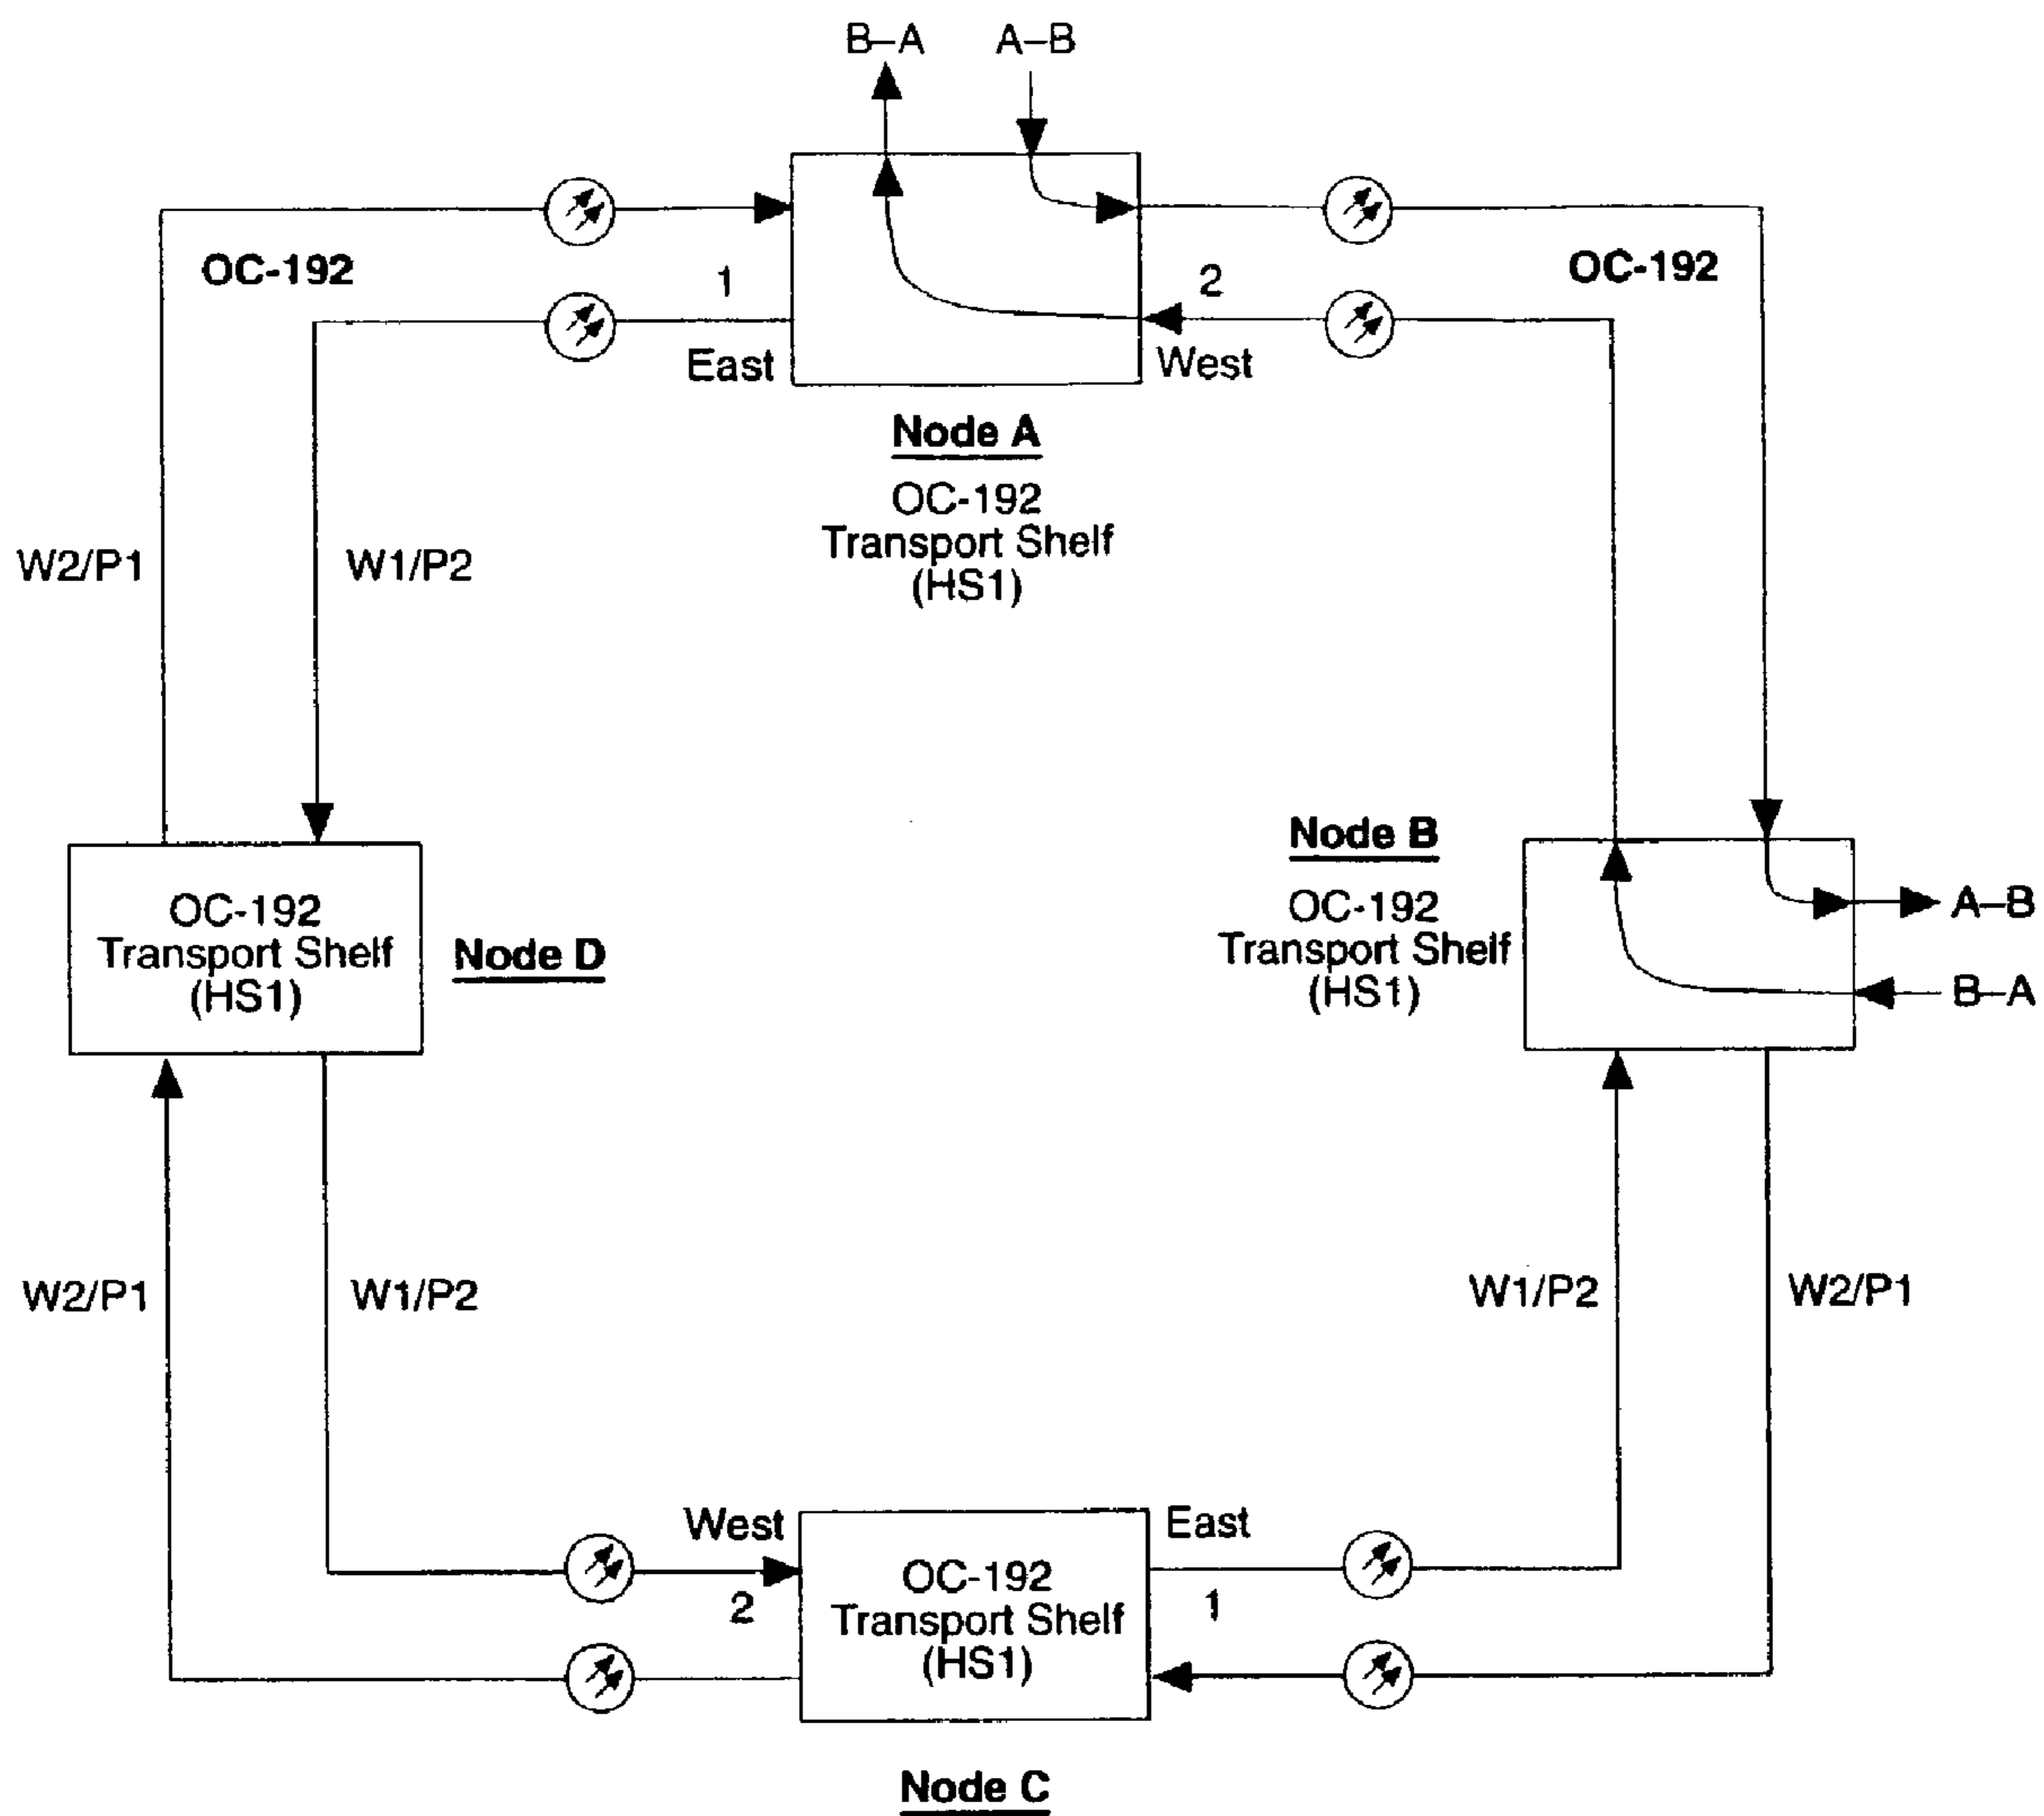 B–A
A–B
OC-192
1
2
OC-192
East
West
Node A
OC-192
Transport Shelf
(HS1)
W2/P1
W1/P2
Node B
OC-192
Transport Shelf
(HS1)
A–B
B–A
OC-192
Transport Shelf
(HS1)
Node D
W2/P1
W1/P2
W1/P2
W2/P1
West
East
2
1
OC-192
Transport Shelf
(HS1)
Node C